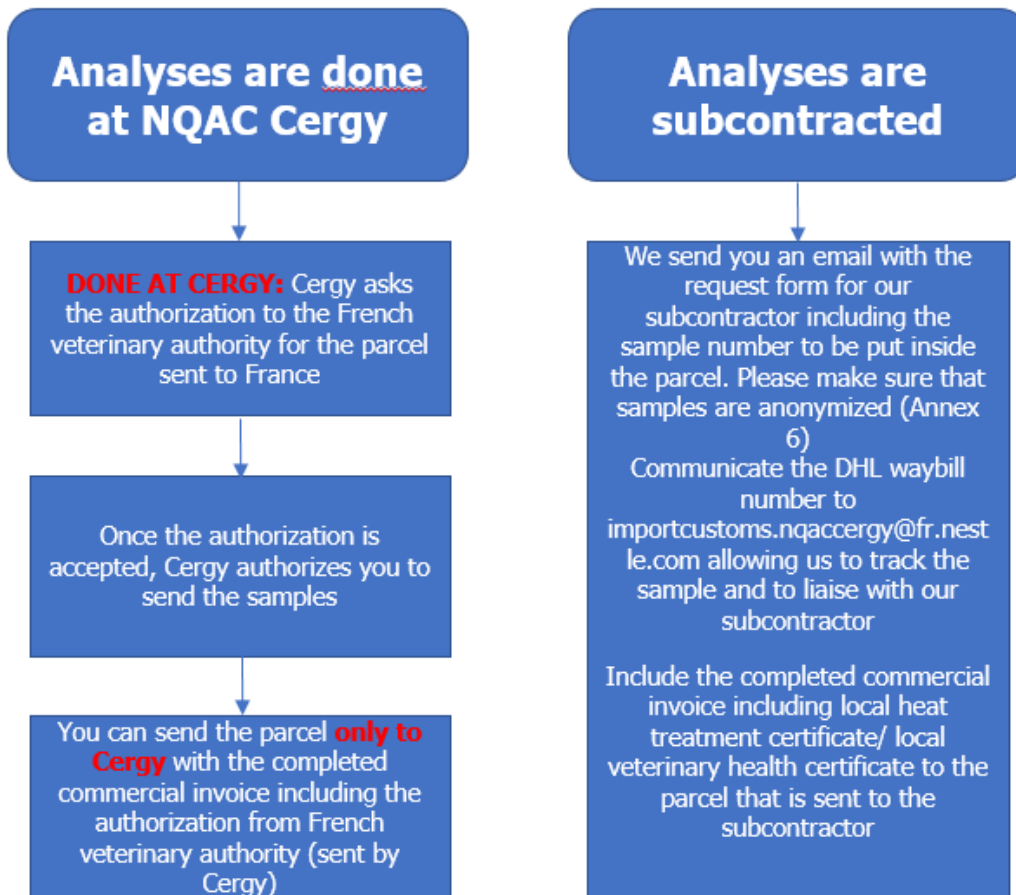 Analyses are done
at NQAC Cergy
DONE AT CERGY: Cergy asks
the authorization to the French
veterinary authority for the parcel
sent to France
Once the authorization is
accepted, Cergy authorizes you to
send the samples
You can send the parcel only to
Cergy with the completed
commercial invoice including the
authorization from French
veterinary authority (sent by
Cergy)
Analyses are
subcontracted
We send you an email with the
request form for our
subcontractor including the
sample number to be put inside
the parcel. Please make sure that
samples are anonymized (Annex
6)
Communicate the DHL waybill
number to
importcustoms.nqaccergy@fr.nest
le.com allowing us to track the
sample and to liaise with our
subcontractor
Include the completed commercial
invoice including local heat
treatment certificate/ local
veterinary health certificate to the
parcel that is sent to the
subcontractor